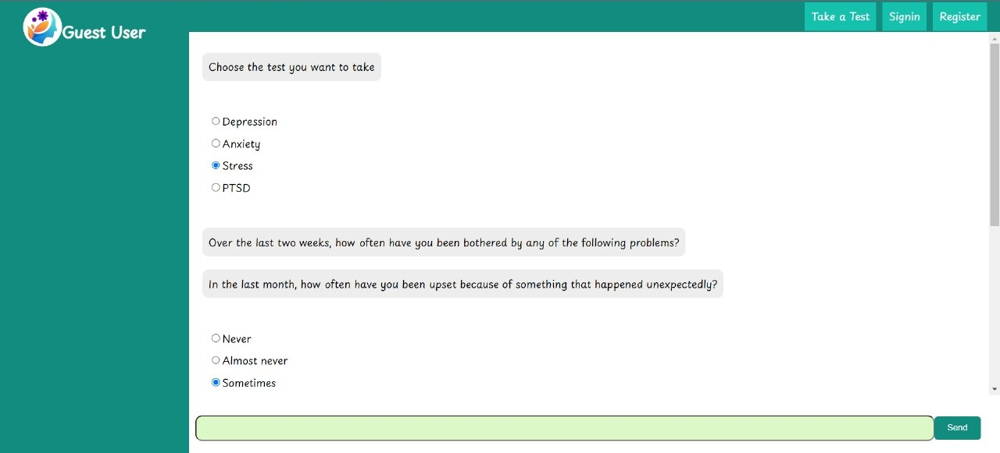 Guest User
Take a Test
Signin
Register
Choose the test you want to take
Depression
Anxiety
Stress
PTSD
Over the last two weeks, how often have you been bothered by any of the following problems?
In the last month, how often have you been upset because of something that happened unexpectedly?
Never
Almost never
Sometimes
Send